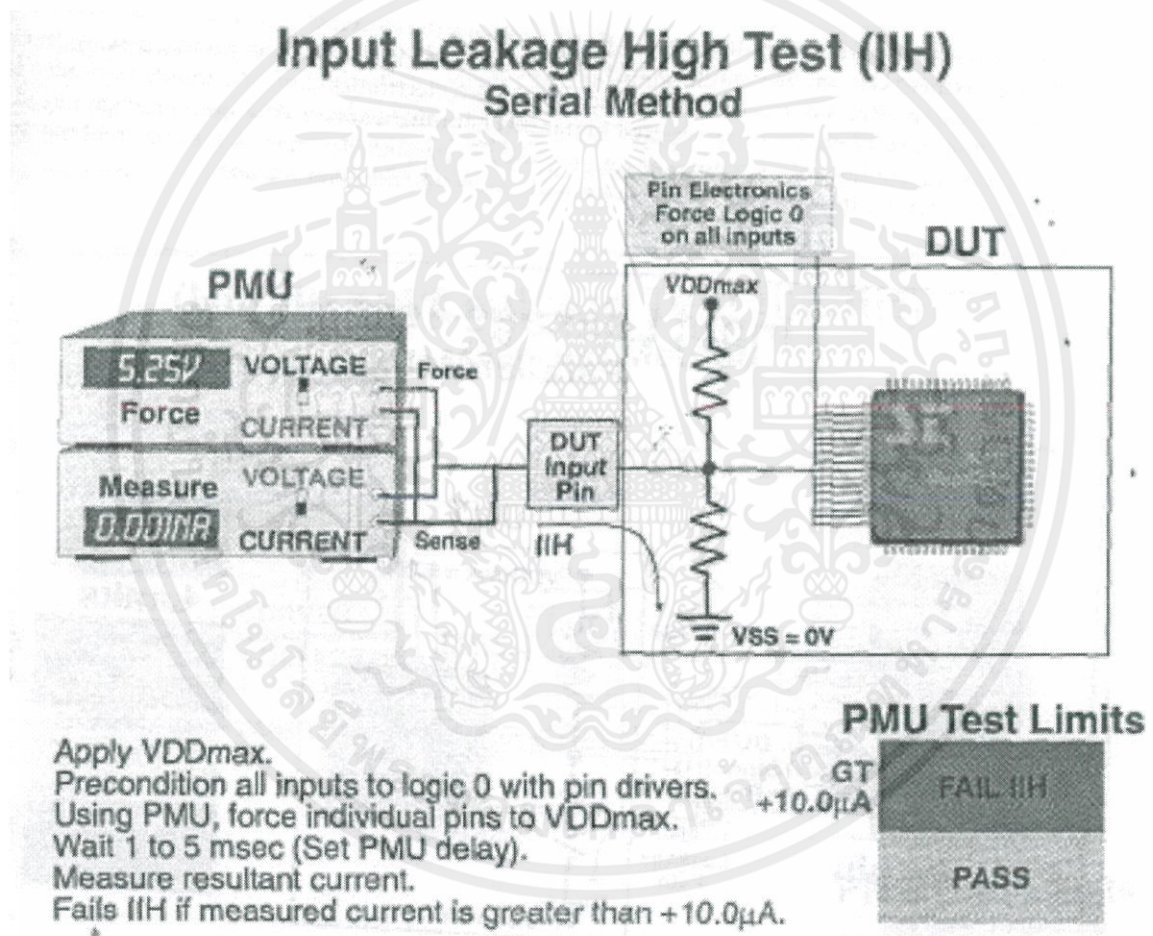 Input Leakage High Test (IIH)
Serial Method
Pin Electronics
Force Logic 0
on all inputs
DUT
PMU
VDDmax
5.25V
VOLTAGE
Force
Force
CURRENT
DUT
Input
Pin
Measure
VOLTAGE
CURRENT
Sense
IIH
VSS = 0V
PMU Test Limits
Apply VDDmax.
Precondition all inputs to logic 0 with pin drivers.
Using PMU, force individual pins to VDDmax.
Wait 1 to 5 msec (Set PMU delay).
Measure resultant current.
Fails IIH if measured current is greater than +10.0µA.
GT
+10.0µA
FAIL IIH
PASS